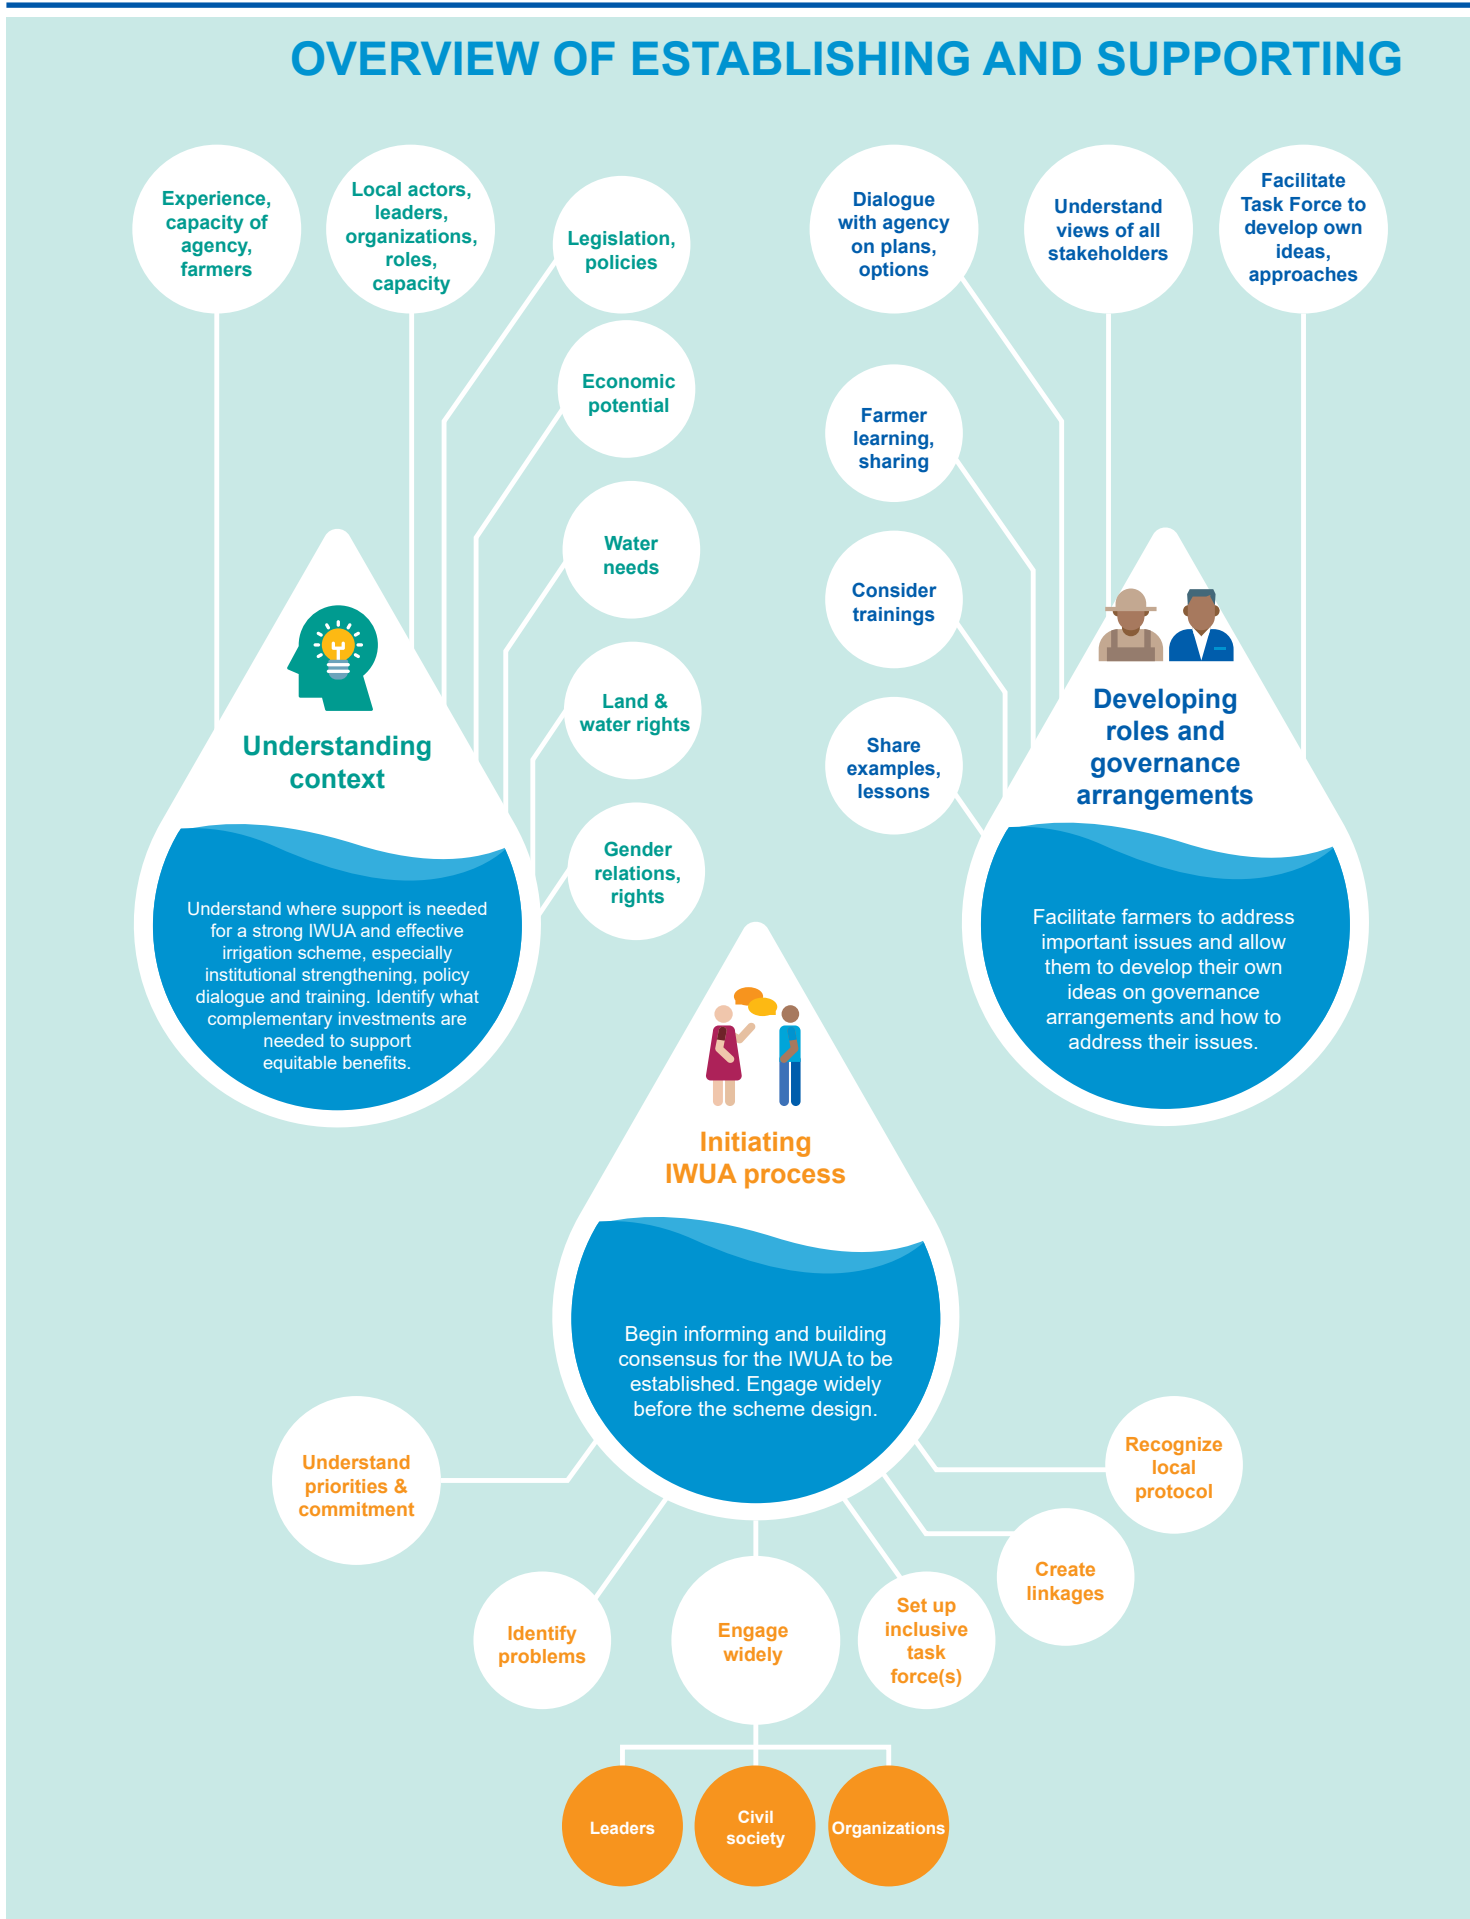 OVERVIEW OF ESTABLISHING AND SUPPORTING
Experience,
capacity of
agency,
farmers
Local actors,
leaders,
organizations,
roles,
capacity
Legislation,
policies
Economic
potential
Water
needs
Land &
water rights
Gender
relations,
rights
Understanding
context
Understand where support is needed
for a strong IWUA and effective
irrigation scheme, especially
institutional strengthening, policy
dialogue and training. Identify what
complementary investments are
needed to support
equitable benefits.
Dialogue
with agency
on plans,
options
Understand
views of all
stakeholders
Facilitate
Task Force to
develop own
ideas,
approaches
Farmer
learning,
sharing
Consider
trainings
Share
examples,
lessons
Developing
roles and
governance
arrangements
Facilitate farmers to address
important issues and allow
them to develop their own
ideas on governance
arrangements and how to
address their issues.
Initiating
IWUA process
Begin informing and building
consensus for the IWUA to be
established. Engage widely
before the scheme design.
Understand
priorities &
commitment
Identify
problems
Engage
widely
Set up
inclusive
task
force(s)
Create
linkages
Recognize
local
protocol
Leaders
Civil
society
Organizations